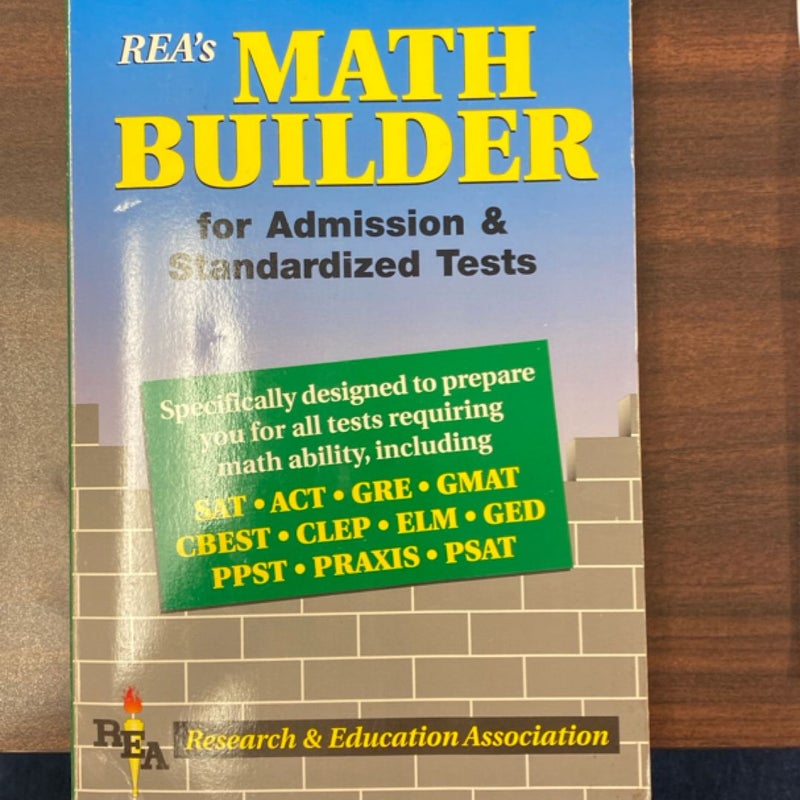 REA's MATH
BUILDER
for Admission &
Standardized Tests
Specifically designed to prepare
you for all tests requiring
math ability, including
SAT • ACT • GRE • GMAT
CBEST • CLEP • ELM • GED
PPST • PRAXIS • PSAT
REA Research & Education Association